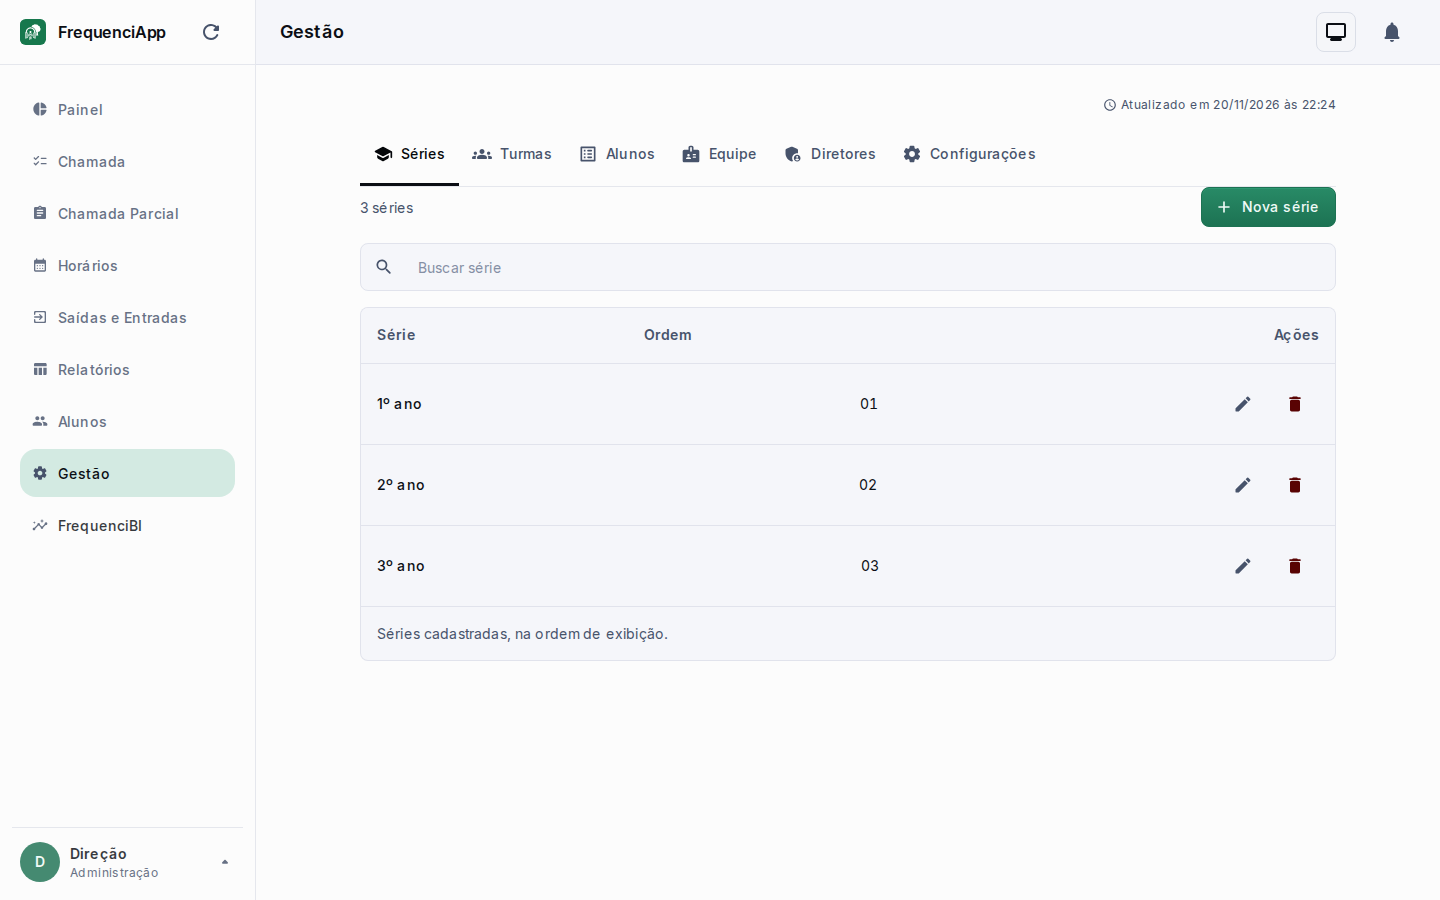 FrequenciApp
Gestão
Painel
Chamada
Chamada Parcial
Horários
Saídas e Entradas
Relatórios
Alunos
Gestão
FrequenciBI
D
Direção
Administração
Atualizado em 20/11/2026 às 22:24
Séries Turmas Alunos Equipe Diretores Configurações
3 séries
Nova série
Buscar série
Série Ordem Ações
1º ano 01
2º ano 02
3º ano 03
Séries cadastradas, na ordem de exibição.